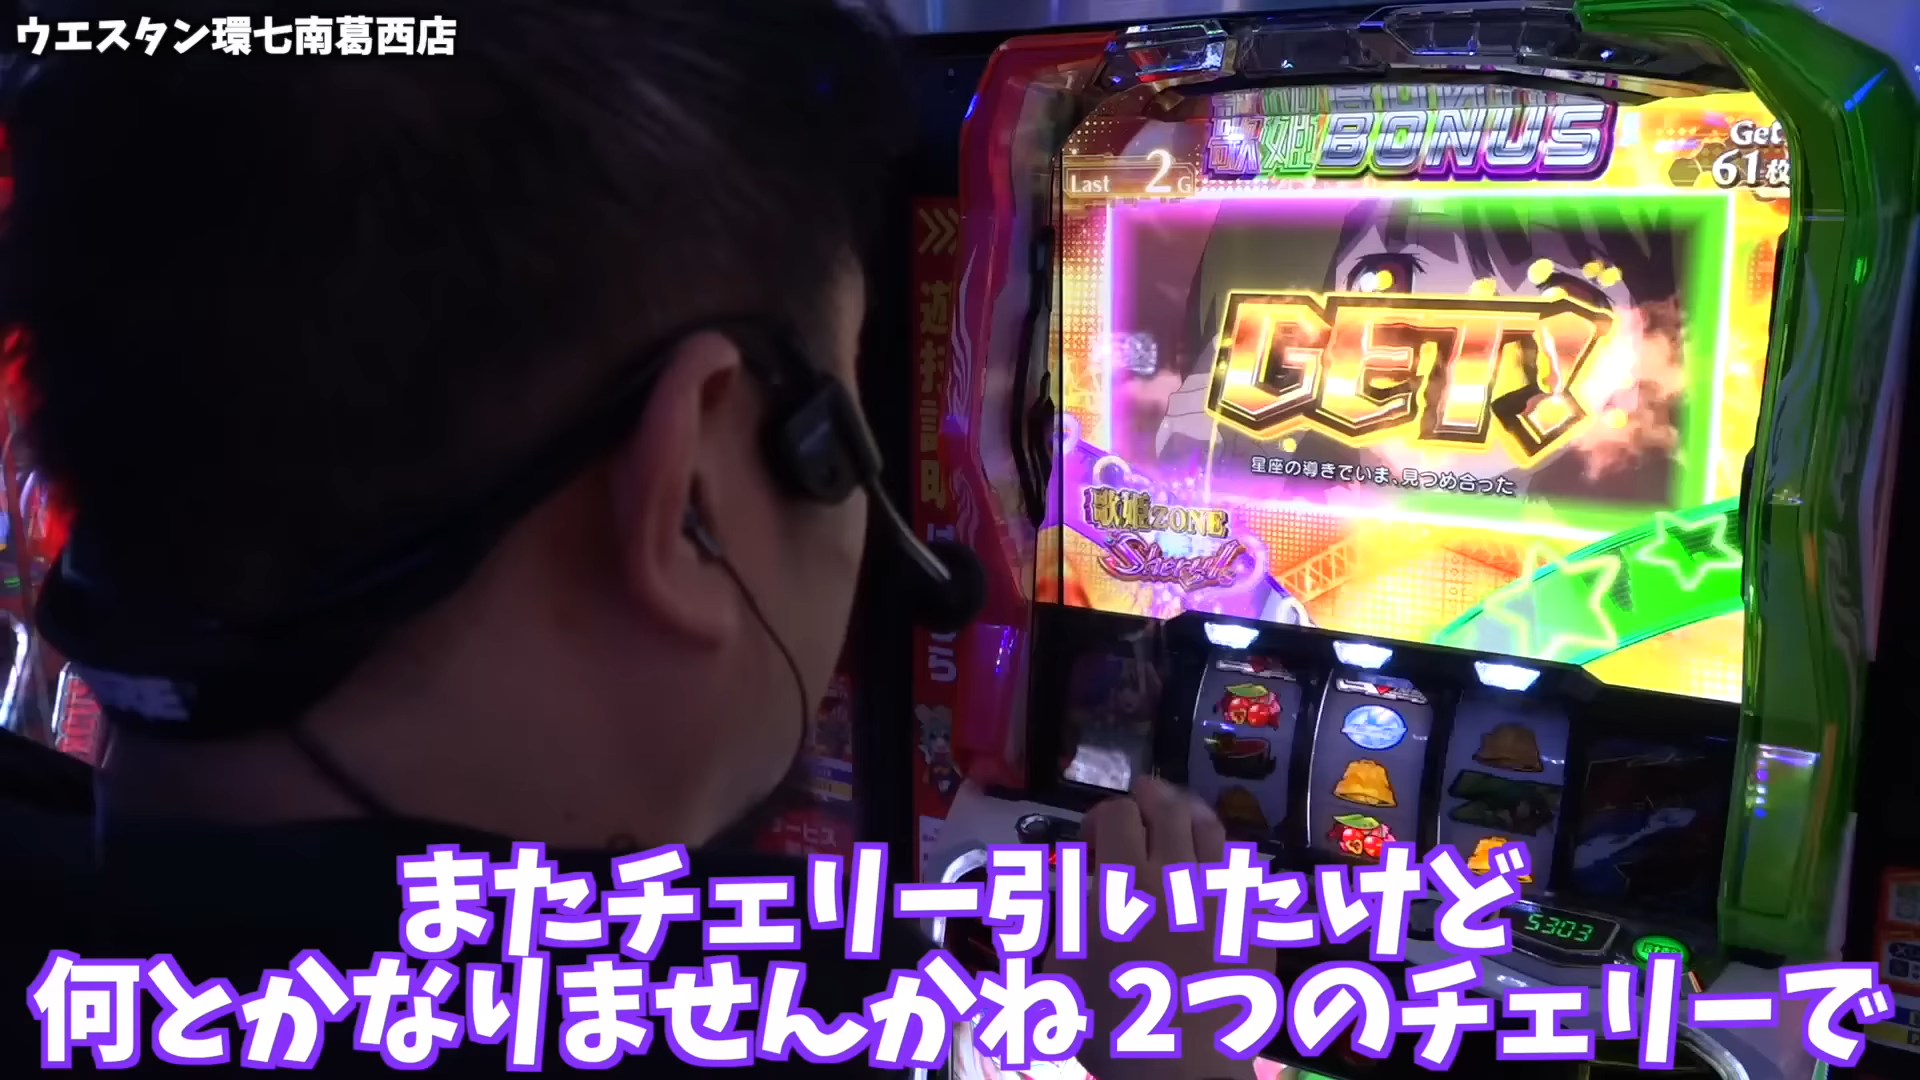 ウエスタン環七南葛西店
歌姫BONUS
Last 2G
Get
61枚
GET!
星座の導きでいま、見つめ合った
歌姫ZONE
Sheryl
5303
またチェリー引いたけど
何とかなりませんかね 2つのチェリーで